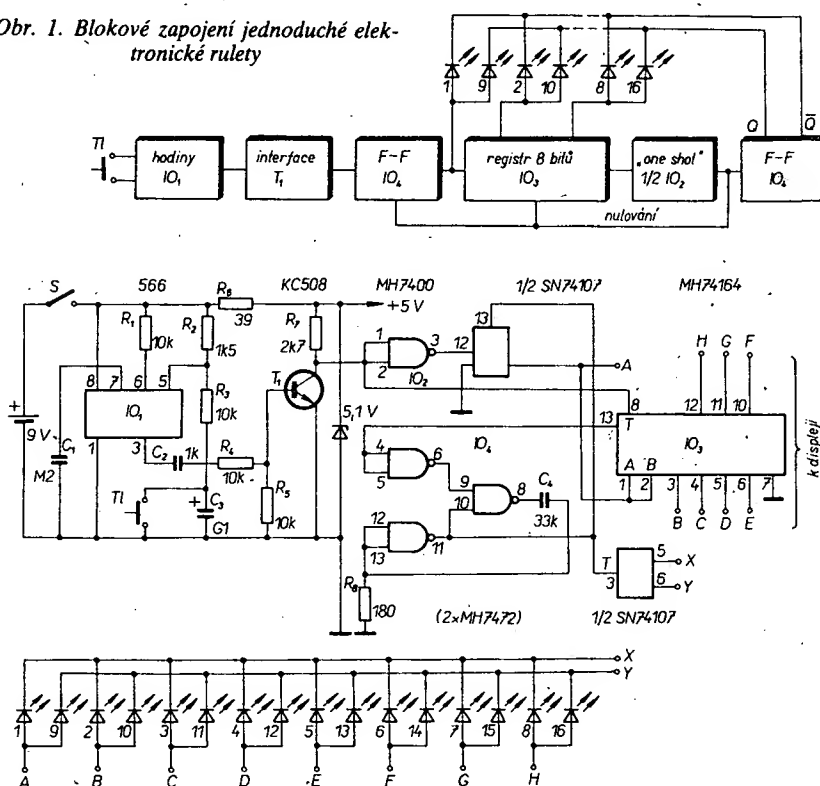 Obr. 1. Blokové zapojení jednoduché elek-
tronické rulety
1 9 2 10 8 16
Q Q̅
Tl
hodiny IO₁
interface T₁
F-F IO₄
registr 8 bitů IO₃
„one shot" 1/2 IO₂
F-F IO₄
nulování
S 566 R₆ 39 KC508 MH7400 1/2 SN74107 MH74164
+5 V
R₁ 10k
R₂ 1k5
R₇ 2k7
R₃ 10k
T₁
1 2 3 12 13
IO₂
A
H G F
12 11 10
8 7 6 5
IO₁
1 3
+ 9 V
C₁ M2
C₂ 1k
R₄ 10k
R₅ 10k
Tl
+ C₃ G1
5,1 V
IO₄
4 5 6
9 10 8
C₄ 33k
12 13 11
R₈ 180
13 T 8
IO₃
A B
1 2 3 4 5 6 7
B C D E
k displeji
T 3
5 X
6 Y
(2×MH7472) 1/2 SN74107
X
Y
1 9 2 10 3 11 4 12 5 13 6 14 7 15 8 16
A B C D E F G H